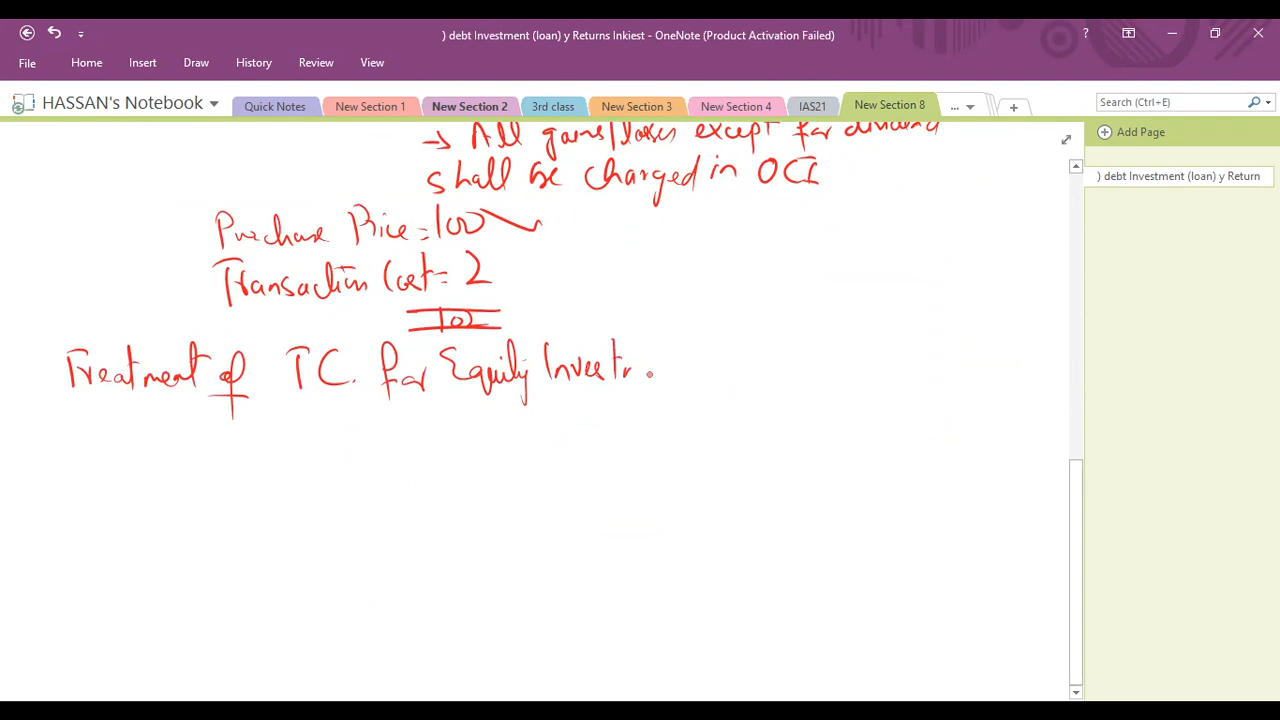 ) debt Investment (loan) y Returns Inkiest - OneNote (Product Activation Failed)
?
File Home Insert Draw History Review View
HASSAN's Notebook
Quick Notes New Section 1 New Section 2 3rd class New Section 3 New Section 4 IAS21 New Section 8 ... +
Search (Ctrl+E)
Add Page
) debt Investment (loan) y Return
→ All gains/losses except for dividend
shall be charged in OCI
Purchase Price = 100
Transaction Cost = 2
102
Treatment of TC. for Equity Investr